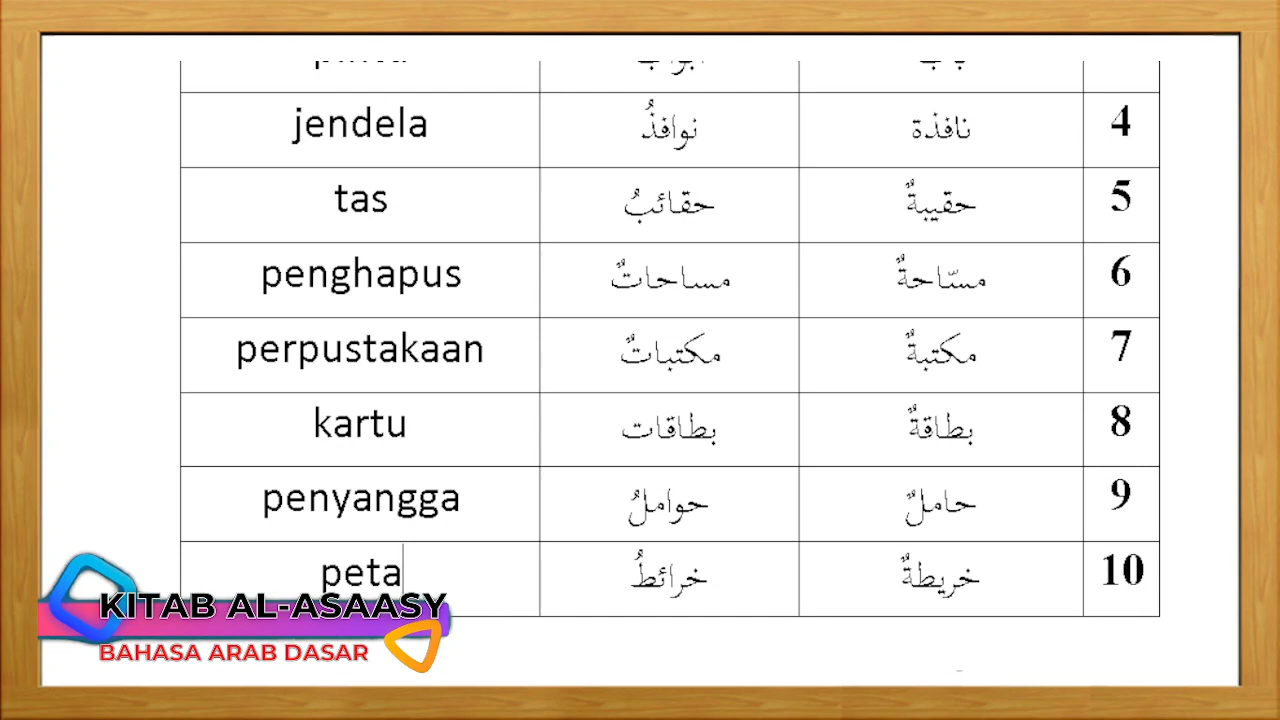 jendela نوافذُ نافذة 4
tas حقائبُ حقيبةٌ 5
penghapus مساحاتٌ مسّاحةٌ 6
perpustakaan مكتباتٌ مكتبةٌ 7
kartu بطاقات بطاقةٌ 8
penyangga حواملُ حاملٌ 9
peta خرائطُ خريطةٌ 10
KITAB AL-ASAASY
BAHASA ARAB DASAR